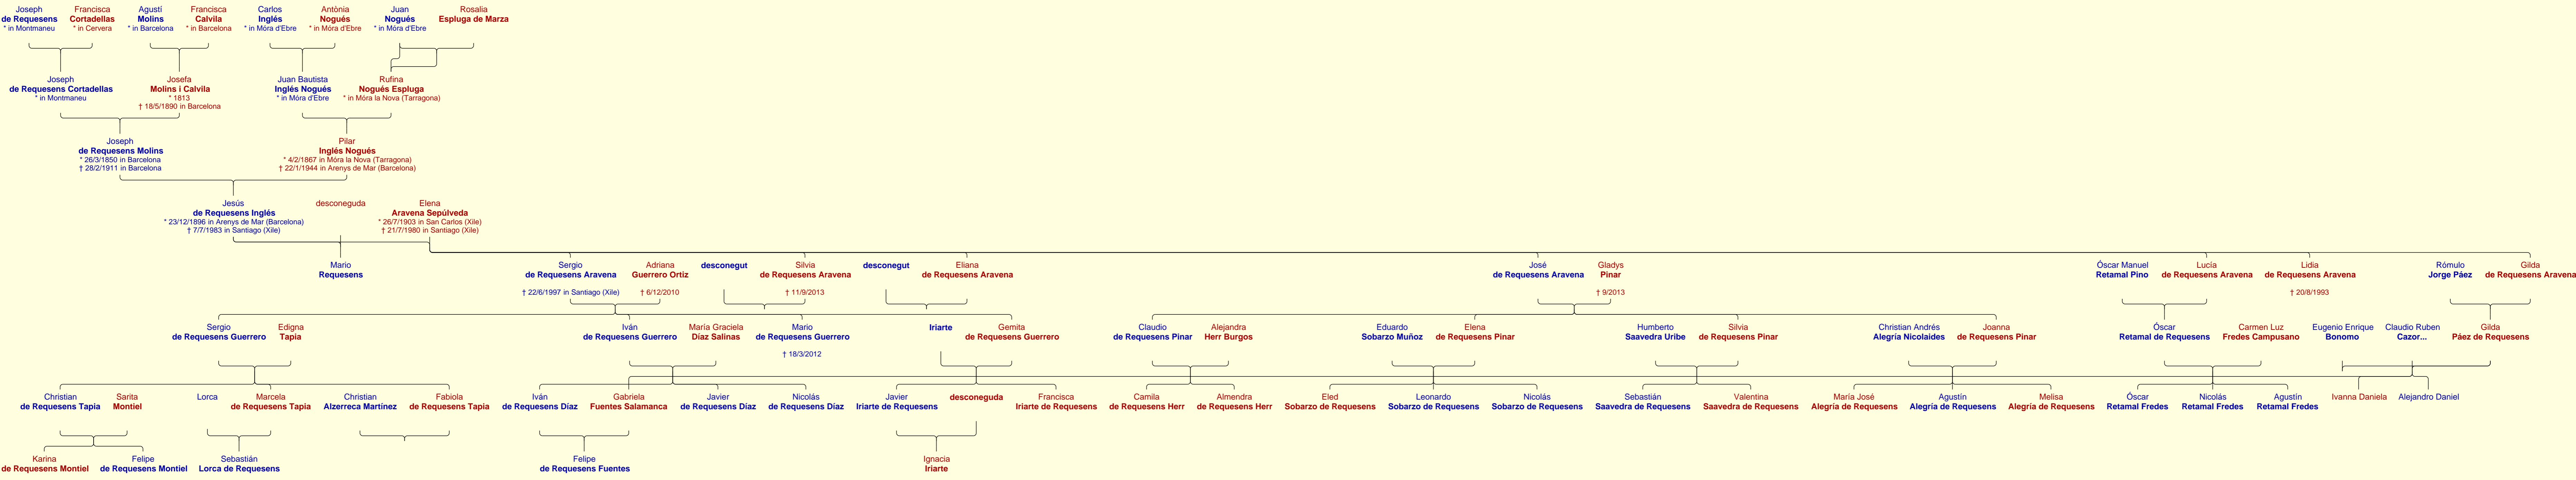 Joseph
de Requesens
* in Montmaneu
Francisca
Cortadellas
* in Cervera
Agustí
Molins
* in Barcelona
Francisca
Calvila
* in Barcelona
Carlos
Inglés
* in Móra d'Ebre
Antònia
Nogués
* in Móra d'Ebre
Juan
Nogués
* in Móra d'Ebre
Rosalia
Espluga de Marza
Joseph
de Requesens Cortadellas
* in Montmaneu
Josefa
Molins i Calvila
* 1813
† 18/5/1890 in Barcelona
Juan Bautista
Inglés Nogués
* in Móra d'Ebre
Rufina
Nogués Espluga
* in Móra la Nova (Tarragona)
Joseph
de Requesens Molins
* 26/3/1850 in Barcelona
† 28/2/1911 in Barcelona
Pilar
Inglés Nogués
* 4/2/1867 in Móra la Nova (Tarragona)
† 22/1/1944 in Arenys de Mar (Barcelona)
Jesús
de Requesens Inglés
* 23/12/1896 in Arenys de Mar (Barcelona)
† 7/7/1983 in Santiago (Xile)
desconeguda
Elena
Aravena Sepúlveda
* 26/7/1903 in San Carlos (Xile)
† 21/7/1980 in Santiago (Xile)
Mario
Requesens
Sergio
de Requesens Aravena
† 22/6/1997 in Santiago (Xile)
Adriana
Guerrero Ortiz
† 6/12/2010
desconegut
Silvia
de Requesens Aravena
† 11/9/2013
desconegut
Eliana
de Requesens Aravena
José
de Requesens Aravena
Gladys
Pinar
† 9/2013
Óscar Manuel
Retamal Pino
Lucía
de Requesens Aravena
Lidia
de Requesens Aravena
† 20/8/1993
Rómulo
Jorge Páez
Gilda
de Requesens Aravena
Sergio
de Requesens Guerrero
Edigna
Tapia
Iván
de Requesens Guerrero
María Graciela
Díaz Salinas
Mario
de Requesens Guerrero
† 18/3/2012
Iriarte
Gemita
de Requesens Guerrero
Claudio
de Requesens Pinar
Alejandra
Herr Burgos
Eduardo
Sobarzo Muñoz
Elena
de Requesens Pinar
Humberto
Saavedra Uribe
Silvia
de Requesens Pinar
Christian Andrés
Alegría Nicolaides
Joanna
de Requesens Pinar
Óscar
Retamal de Requesens
Carmen Luz
Fredes Campusano
Eugenio Enrique
Bonomo
Claudio Ruben
Cazor...
Gilda
Páez de Requesens
Christian
de Requesens Tapia
Sarita
Montiel
Lorca
Marcela
de Requesens Tapia
Christian
Alzerreca Martínez
Fabiola
de Requesens Tapia
Iván
de Requesens Díaz
Gabriela
Fuentes Salamanca
Javier
de Requesens Díaz
Nicolás
de Requesens Díaz
Javier
Iriarte de Requesens
desconeguda
Francisca
Iriarte de Requesens
Camila
de Requesens Herr
Almendra
de Requesens Herr
Eled
Sobarzo de Requesens
Leonardo
Sobarzo de Requesens
Nicolás
Sobarzo de Requesens
Sebastián
Saavedra de Requesens
Valentina
Saavedra de Requesens
María José
Alegría de Requesens
Agustín
Alegría de Requesens
Melisa
Alegría de Requesens
Óscar
Retamal Fredes
Nicolás
Retamal Fredes
Agustín
Retamal Fredes
Ivanna Daniela
Alejandro Daniel
Karina
de Requesens Montiel
Felipe
de Requesens Montiel
Sebastián
Lorca de Requesens
Felipe
de Requesens Fuentes
Ignacia
Iriarte